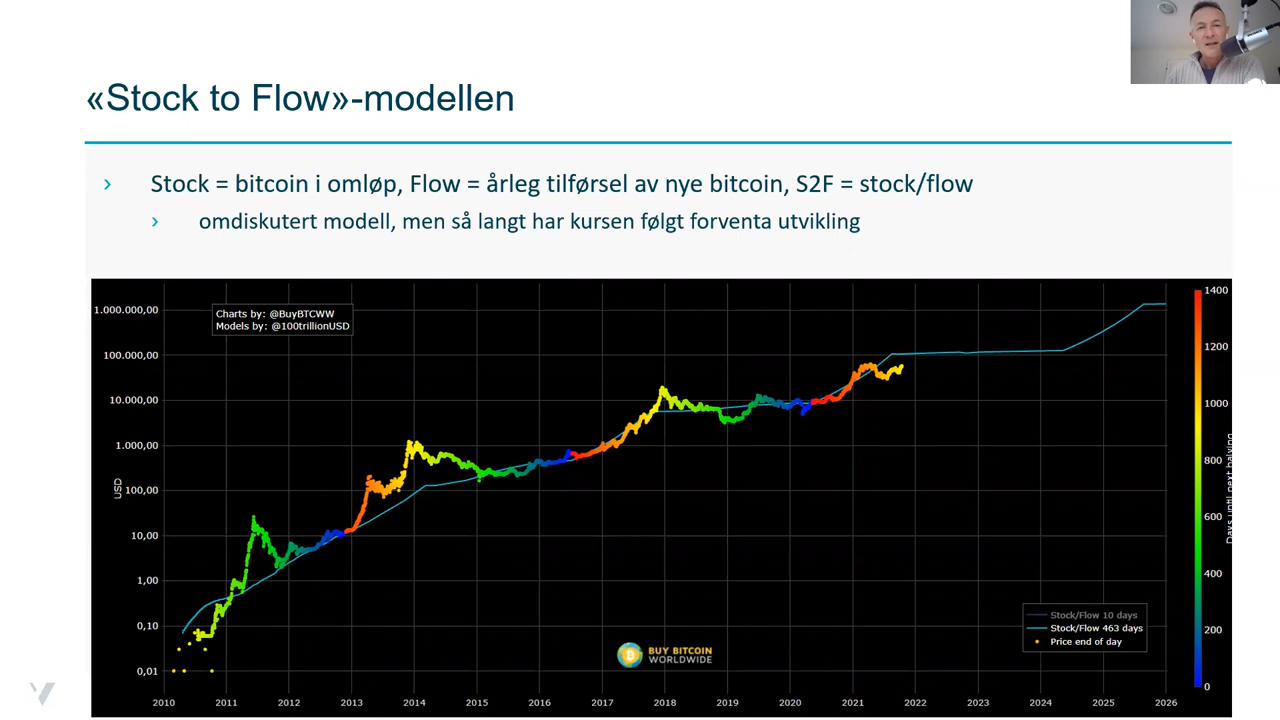 «Stock to Flow»-modellen
› Stock = bitcoin i omløp, Flow = årleg tilførsel av nye bitcoin, S2F = stock/flow
› omdiskutert modell, men så langt har kursen følgt forventa utvikling
Charts by: @BuyBTCWW
Models by: @100trillionUSD
1.000.000,00
100.000,00
10.000,00
1.000,00
100,00
10,00
1,00
0,10
0,01
USD
2010 2011 2012 2013 2014 2015 2016 2017 2018 2019 2020 2021 2022 2023 2024 2025 2026
Stock/Flow 10 days
Stock/Flow 463 days
Price end of day
BUY BITCOIN
WORLDWIDE
1400
1200
1000
800
600
400
200
0
Days until next halving